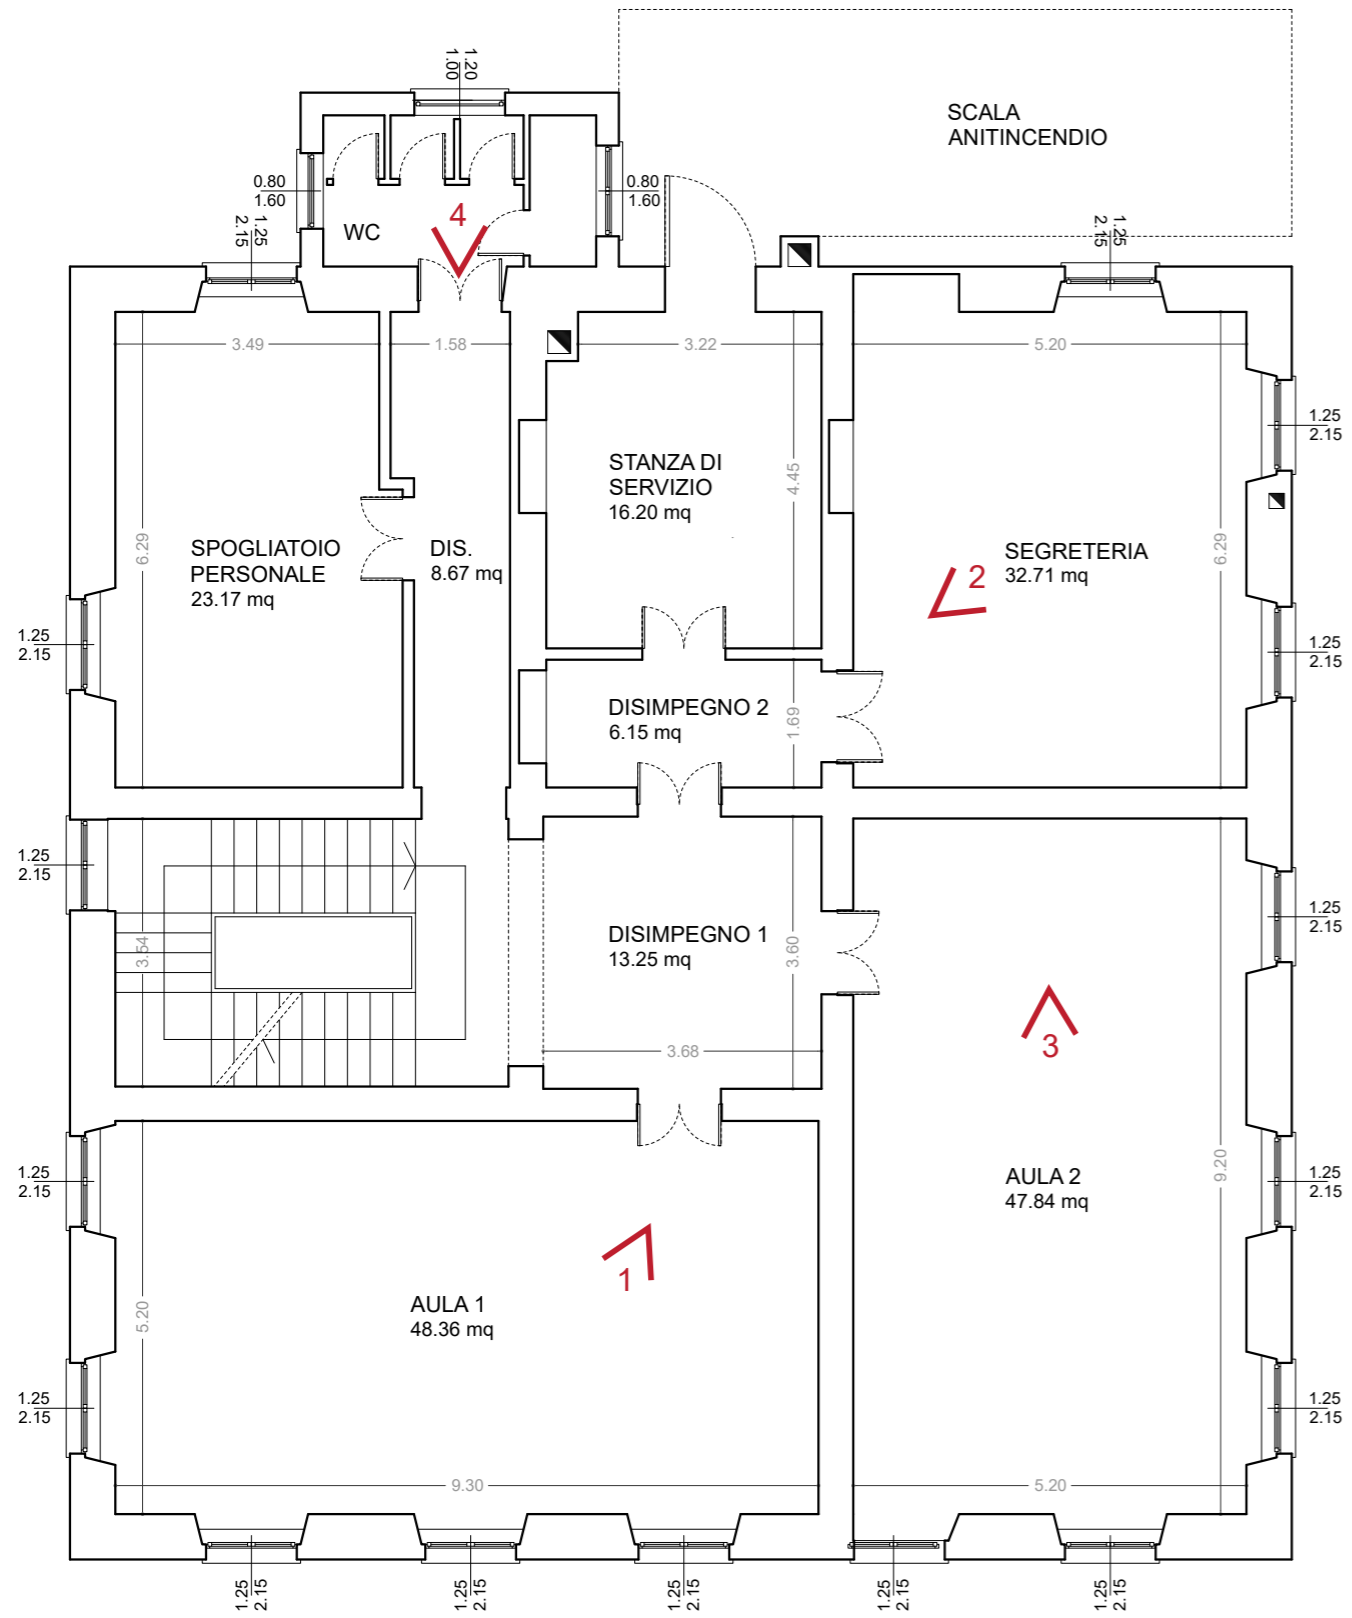 1.20
1.00
SCALA
ANITINCENDIO
0.80
1.60
0.80
1.60
4
WC
1.25
2.15
1.25
2.15
3.49
1.58
3.22
5.20
1.25
2.15
STANZA DI
SERVIZIO
16.20 mq
4.45
6.29
6.29
SPOGLIATOIO
PERSONALE
23.17 mq
DIS.
8.67 mq
SEGRETERIA
32.71 mq
2
1.25
2.15
1.25
2.15
DISIMPEGNO 2
6.15 mq
1.69
1.25
2.15
3.54
DISIMPEGNO 1
13.25 mq
3.60
1.25
2.15
3.68
3
1.25
2.15
AULA 2
47.84 mq
9.20
1.25
2.15
1
AULA 1
48.36 mq
5.20
1.25
2.15
1.25
2.15
9.30
5.20
1.25
2.15
1.25
2.15
1.25
2.15
1.25
2.15
1.25
2.15